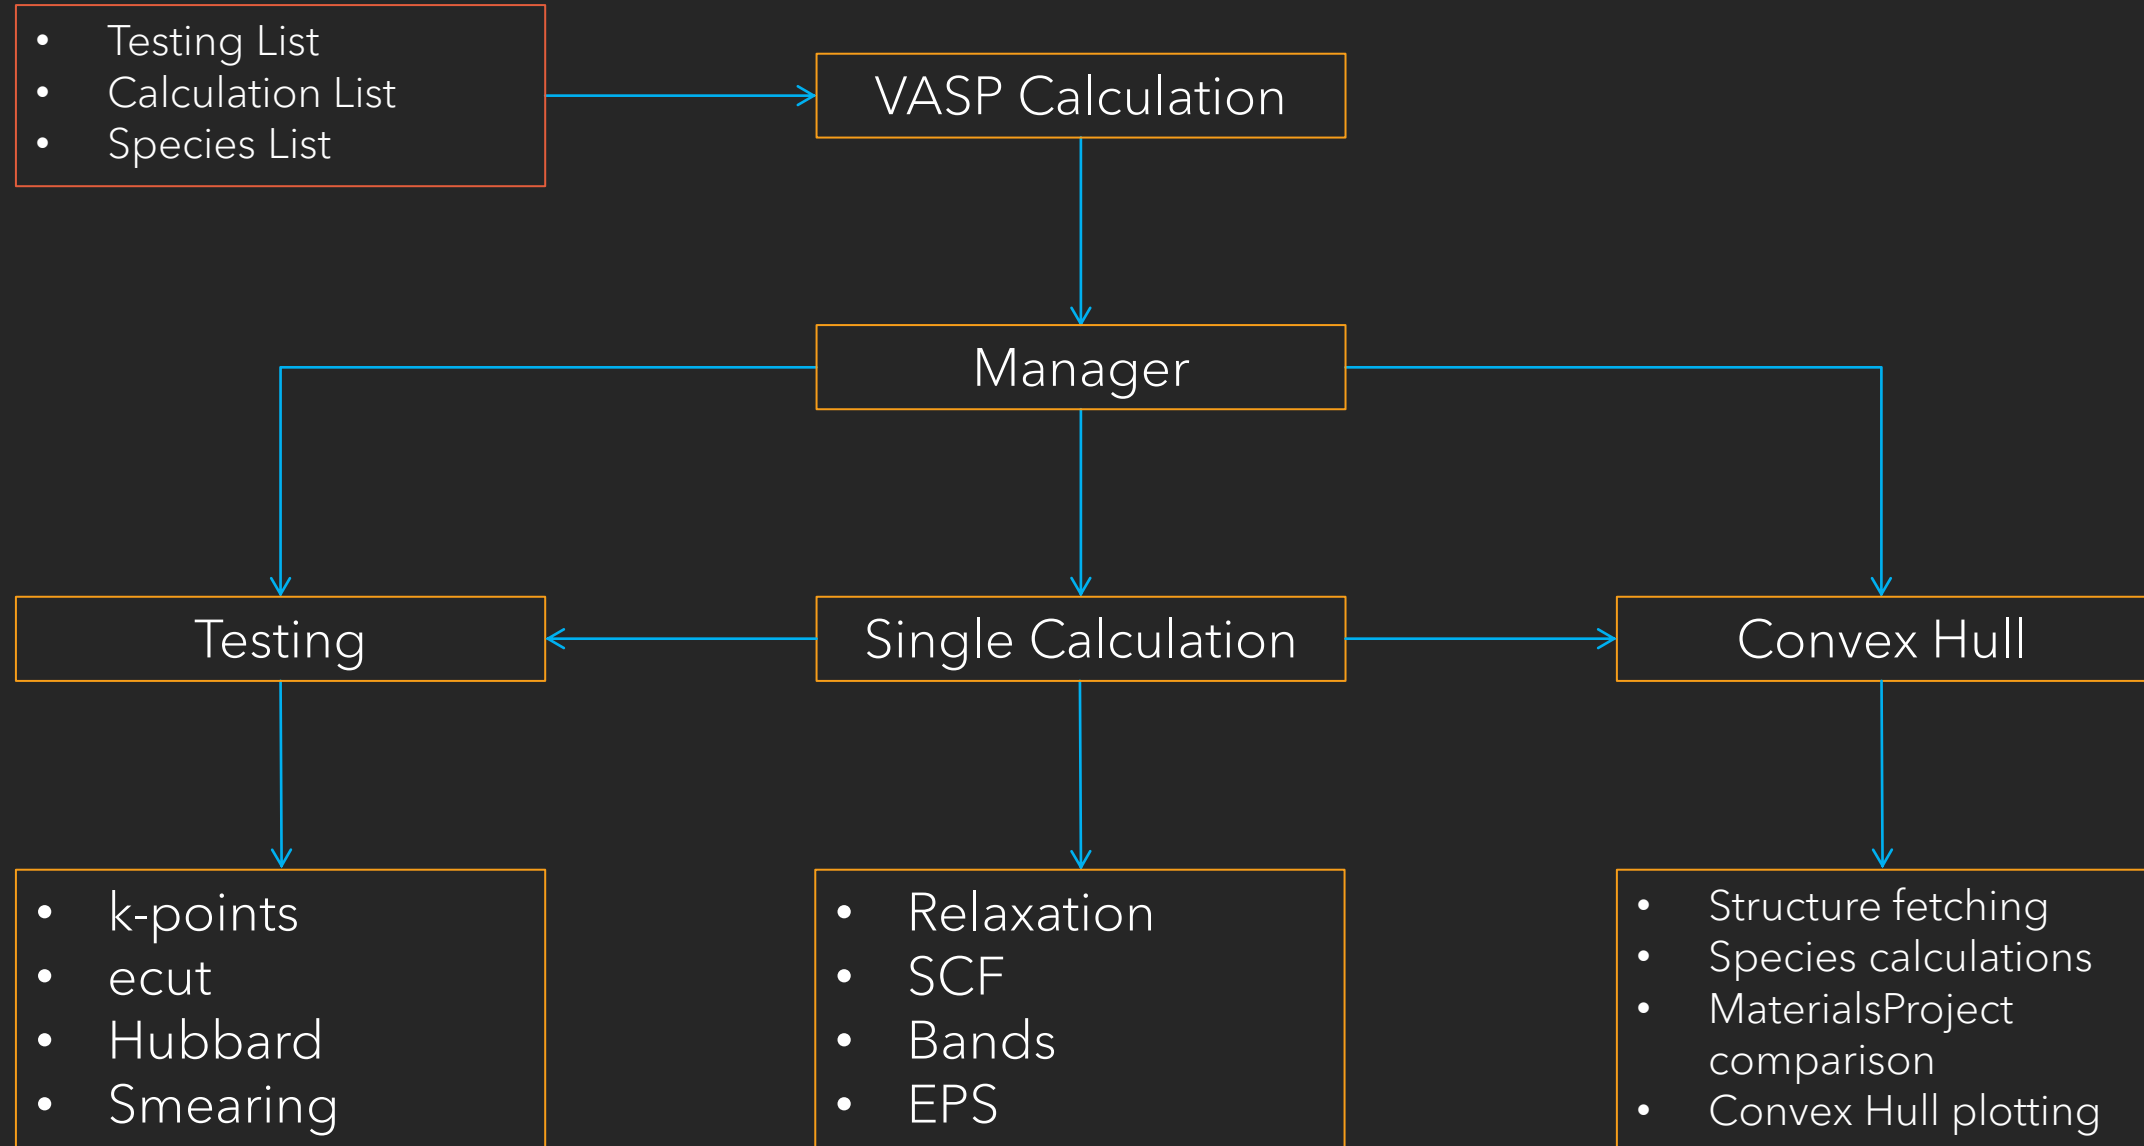 • Testing List
• Calculation List
• Species List
VASP Calculation
Manager
Testing
Single Calculation
Convex Hull
• k-points
• ecut
• Hubbard
• Smearing
• Relaxation
• SCF
• Bands
• EPS
• Structure fetching
• Species calculations
• MaterialsProject
comparison
• Convex Hull plotting